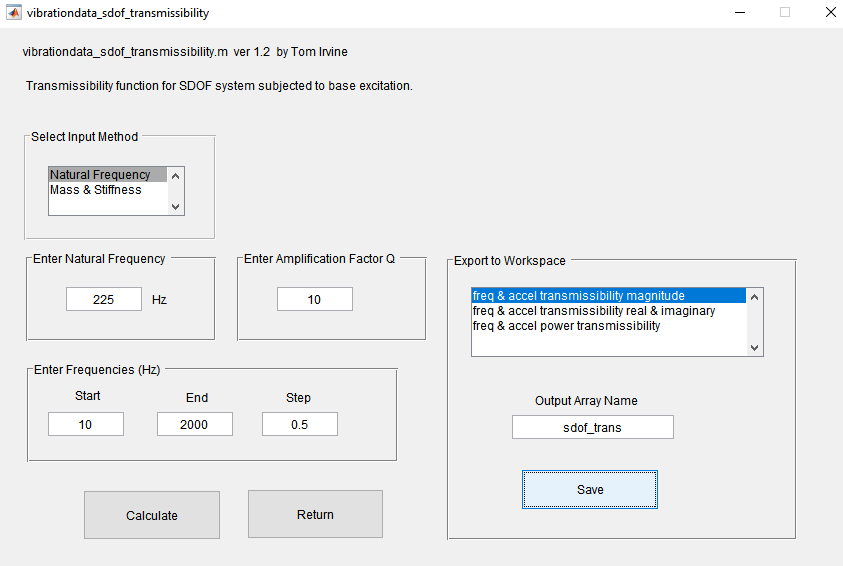 vibrationdata_sdof_transmissibility
vibrationdata_sdof_transmissibility.m  ver 1.2  by Tom Irvine
Transmissibility function for SDOF system subjected to base excitation.
Select Input Method
Natural Frequency
Mass & Stiffness
Enter Natural Frequency
225 Hz
Enter Amplification Factor Q
10
Export to Workspace
freq & accel transmissibility magnitude
freq & accel transmissibility real & imaginary
freq & accel power transmissibility
Enter Frequencies (Hz)
Start End Step
10 2000 0.5
Output Array Name
sdof_trans
Save
Calculate
Return